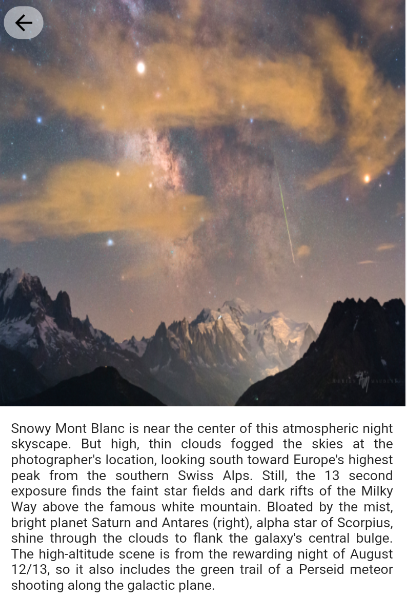 Snowy Mont Blanc is near the center of this atmospheric night
skyscape. But high, thin clouds fogged the skies at the
photographer's location, looking south toward Europe's highest
peak from the southern Swiss Alps. Still, the 13 second
exposure finds the faint star fields and dark rifts of the Milky
Way above the famous white mountain. Bloated by the mist,
bright planet Saturn and Antares (right), alpha star of Scorpius,
shine through the clouds to flank the galaxy's central bulge.
The high-altitude scene is from the rewarding night of August
12/13, so it also includes the green trail of a Perseid meteor
shooting along the galactic plane.